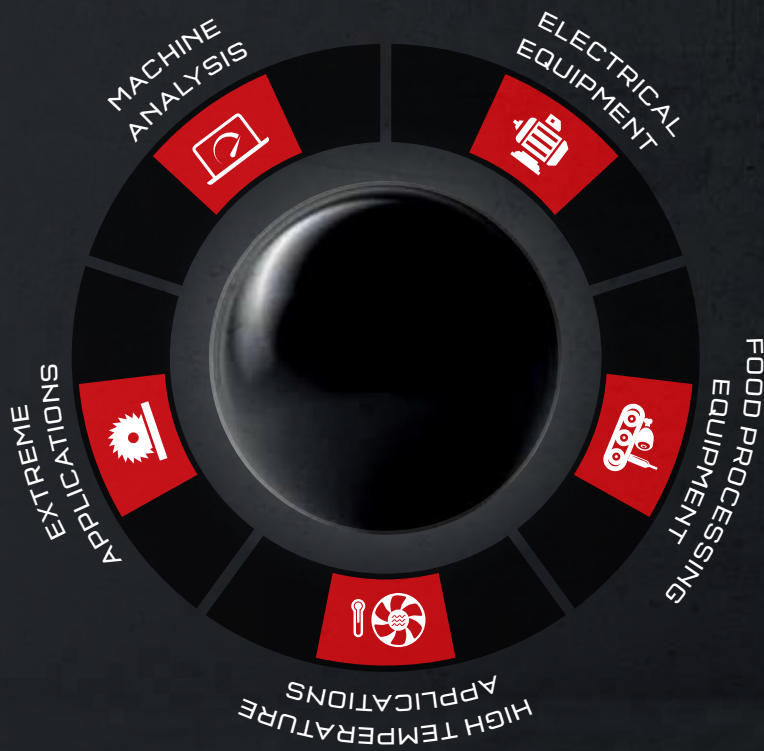 MACHINE
ANALYSIS
ELECTRICAL
EQUIPMENT
FOOD PROCESSING
EQUIPMENT
HIGH TEMPERATURE
APPLICATIONS
EXTREME
APPLICATIONS